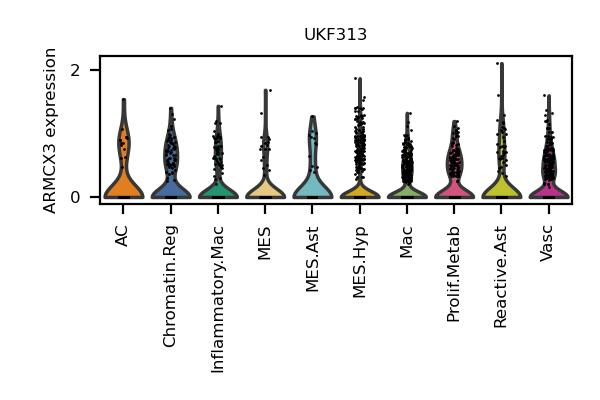 UKF313
ARMCX3 expression
2
0
AC
Chromatin.Reg
Inflammatory.Mac
MES
MES.Ast
MES.Hyp
Mac
Prolif.Metab
Reactive.Ast
Vasc